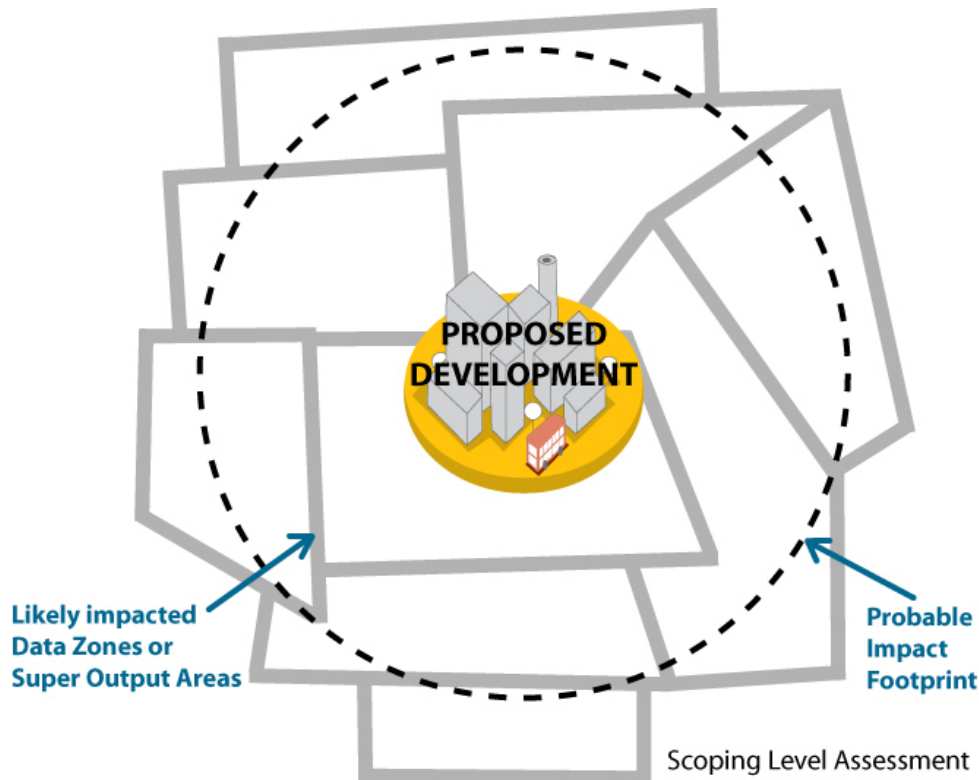 PROPOSED
DEVELOPMENT
Likely impacted
Data Zones or
Super Output Areas
Probable
Impact
Footprint
Scoping Level Assessment